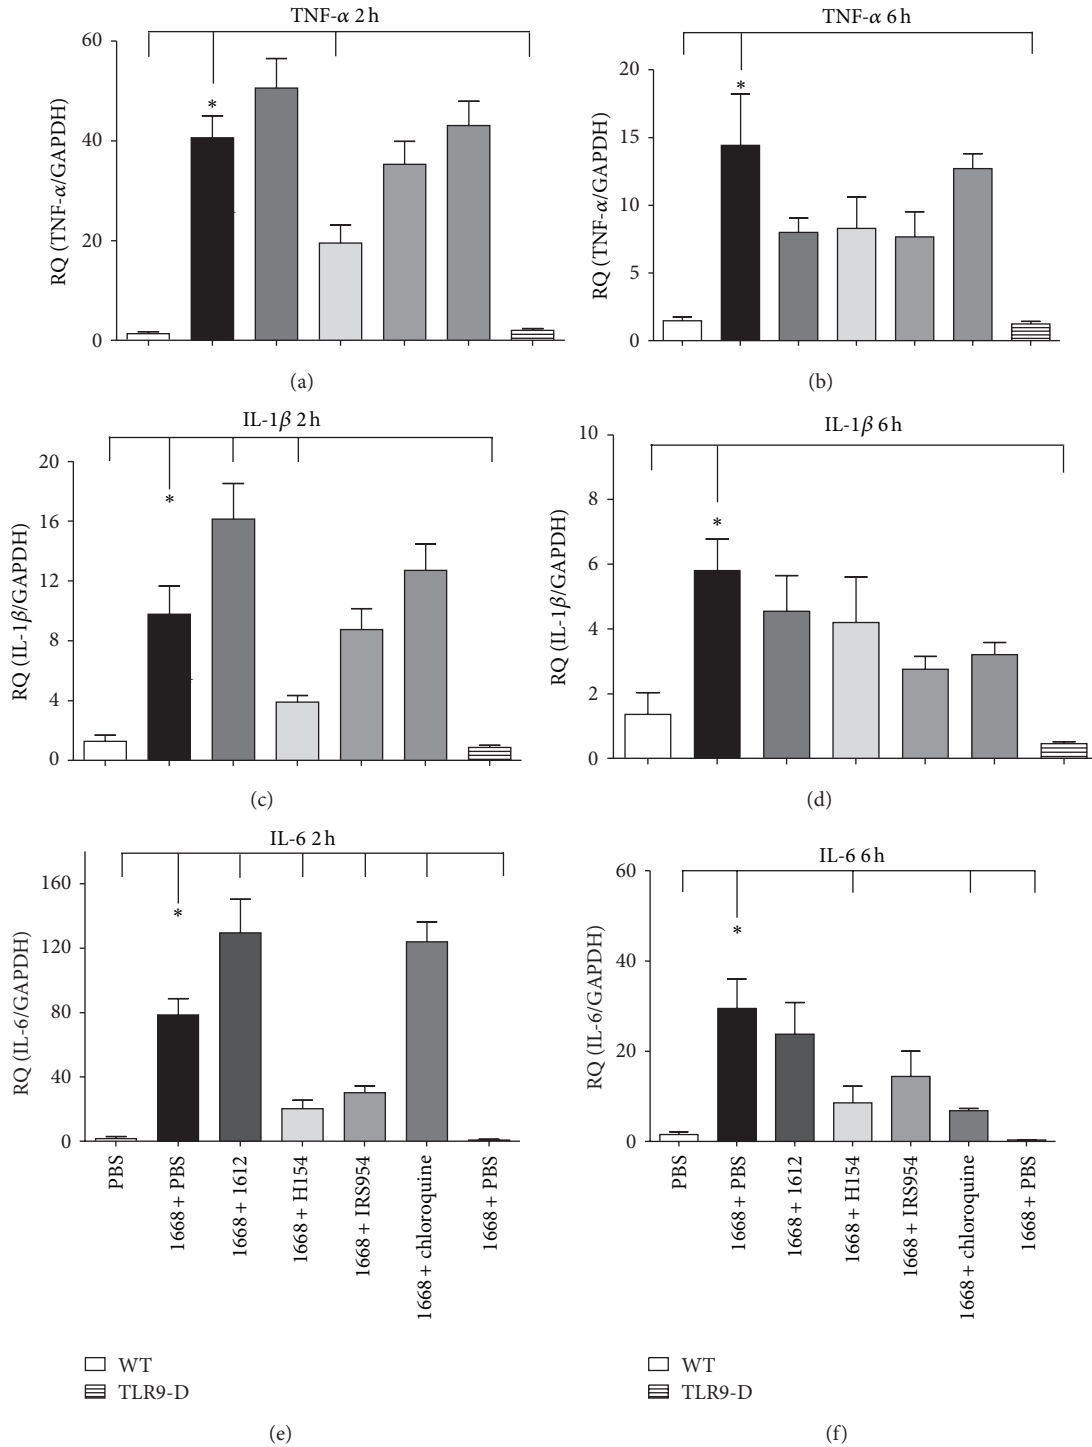 TNF-α 2 h
RQ (TNF-α/GAPDH)
60
40
20
0
*
(a)
TNF-α 6 h
RQ (TNF-α/GAPDH)
20
15
10
5
0
*
(b)
IL-1β 2 h
RQ (IL-1β/GAPDH)
20
16
12
8
4
0
*
(c)
IL-1β 6 h
RQ (IL-1β/GAPDH)
10
8
6
4
2
0
*
(d)
IL-6 2 h
RQ (IL-6/GAPDH)
160
120
80
40
0
*
PBS
1668 + PBS
1668 + 1612
1668 + H154
1668 + IRS954
1668 + chloroquine
1668 + PBS
WT
TLR9-D
(e)
IL-6 6 h
RQ (IL-6/GAPDH)
60
40
20
0
*
PBS
1668 + PBS
1668 + 1612
1668 + H154
1668 + IRS954
1668 + chloroquine
1668 + PBS
WT
TLR9-D
(f)